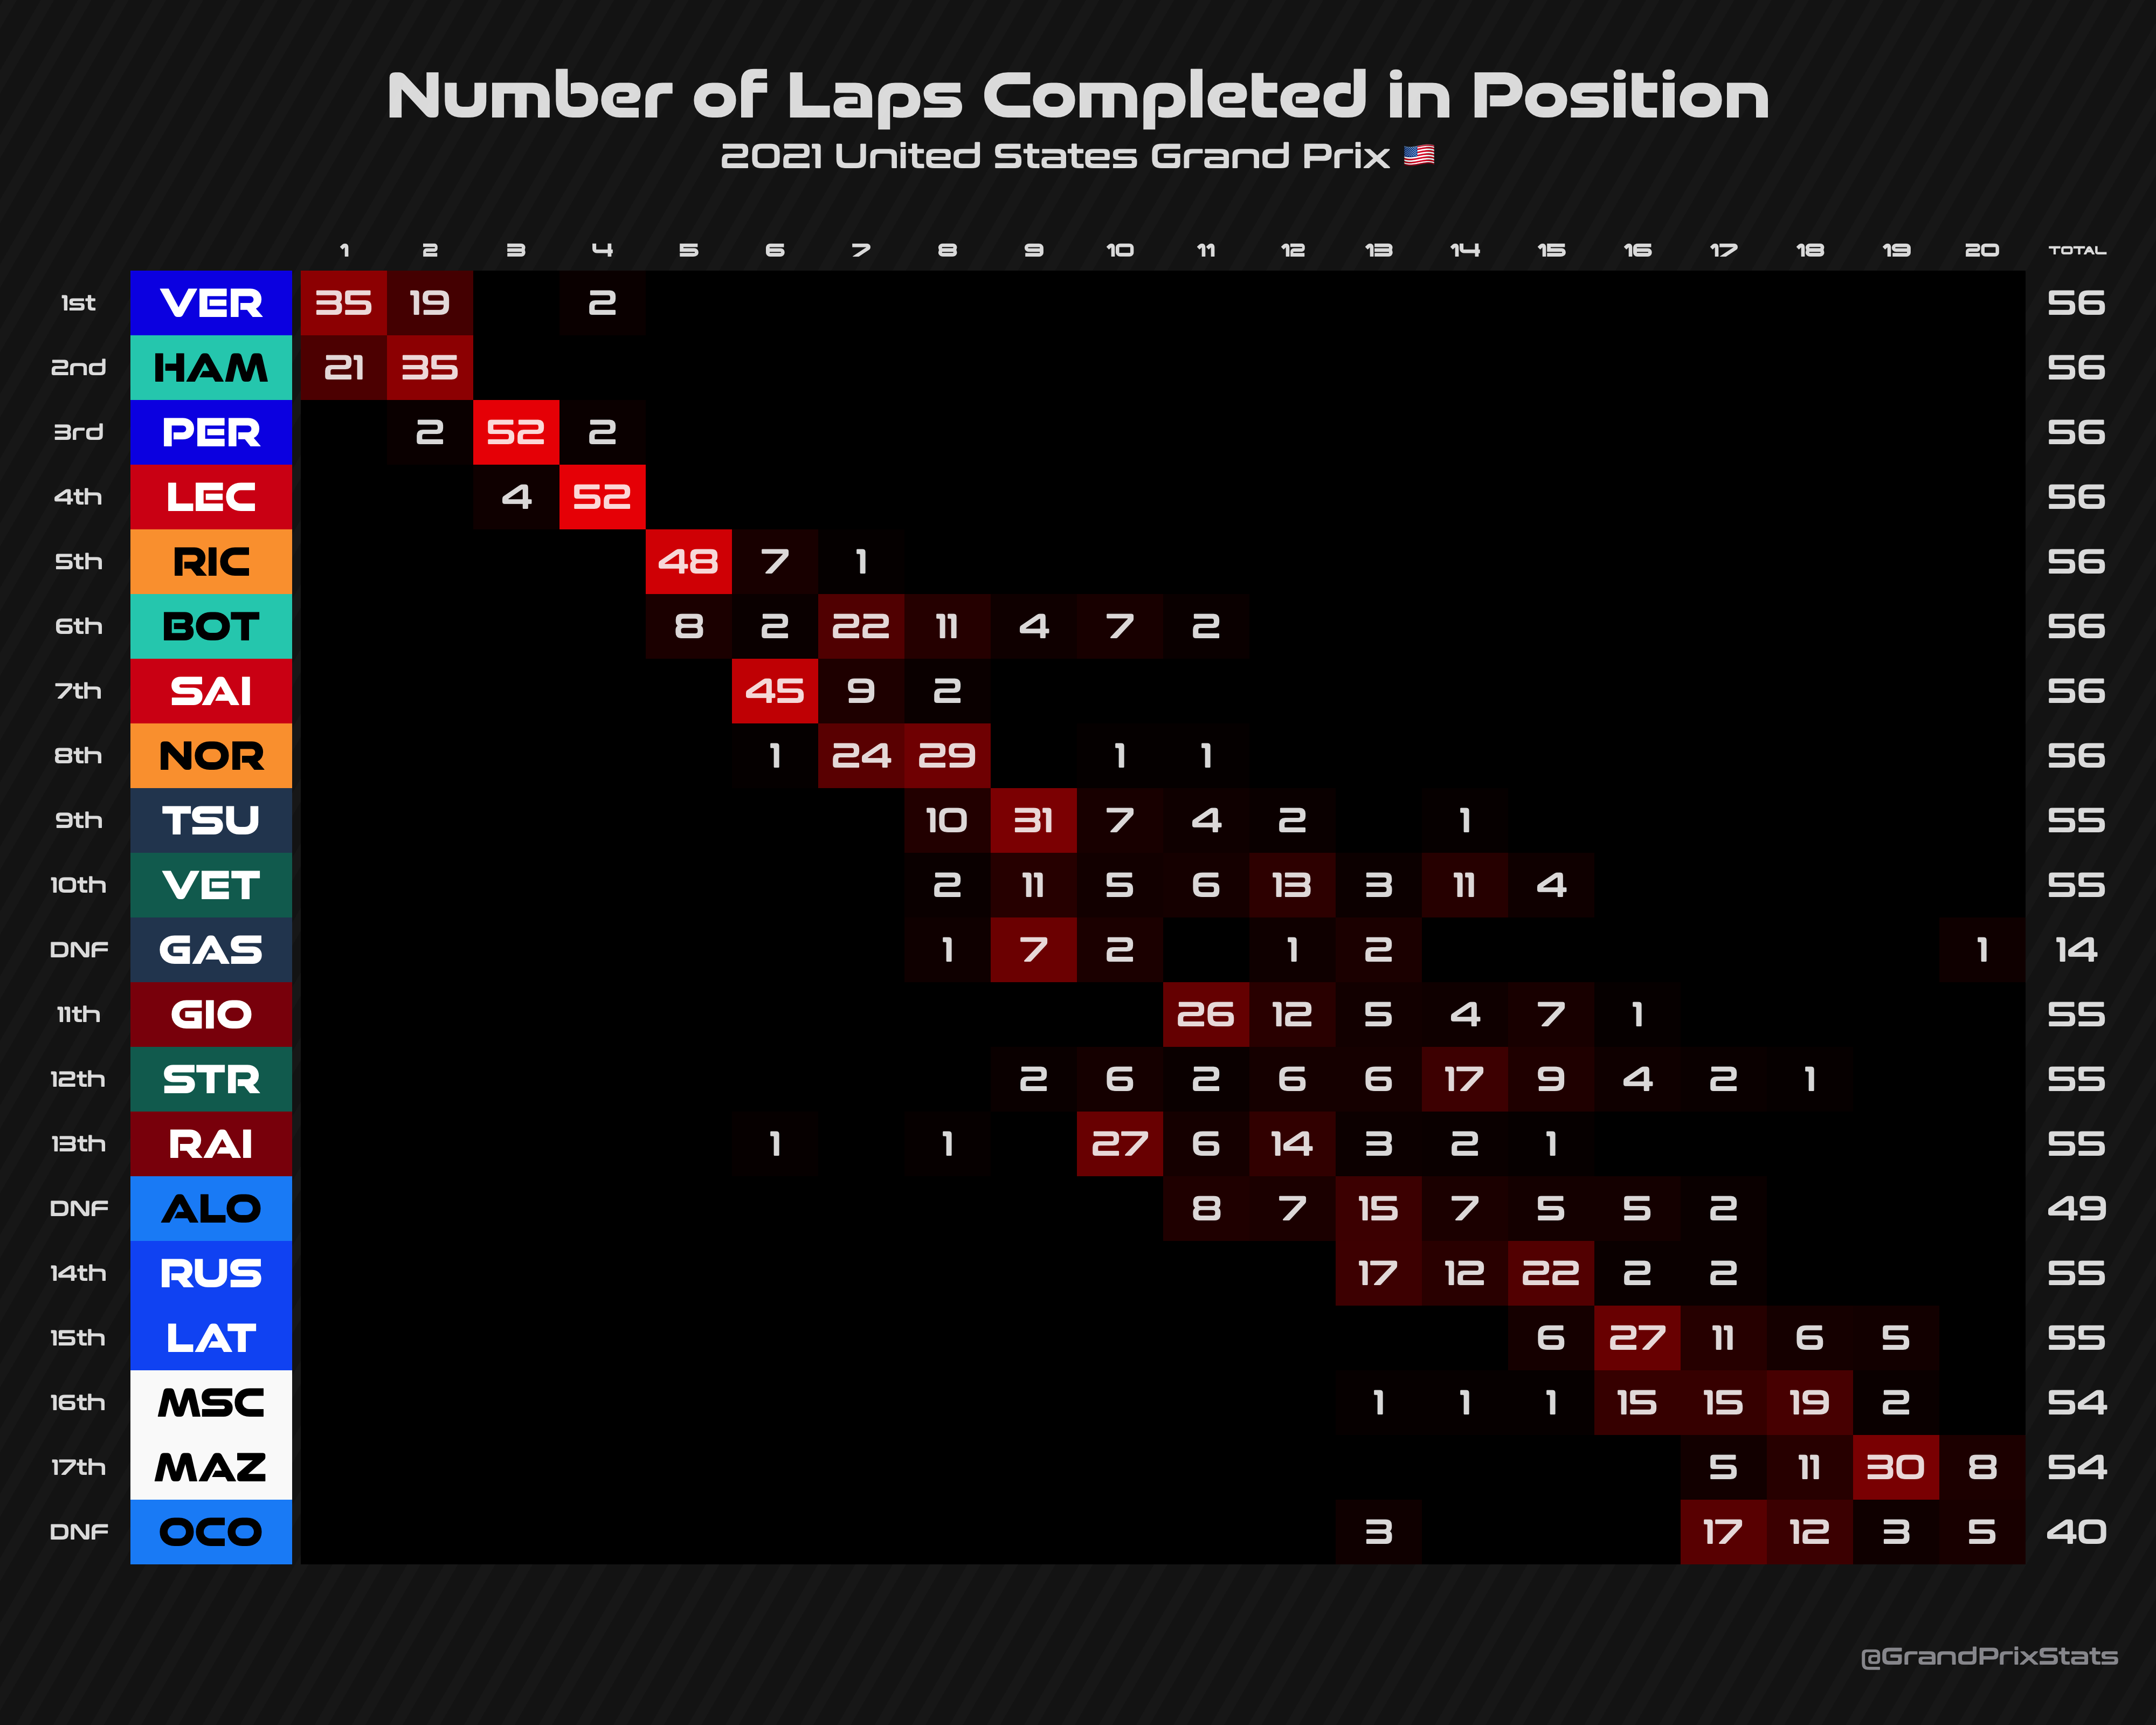 Number of Laps Completed in Position
2021 United States Grand Prix 🇺🇸
1 2 3 4 5 6 7 8 9 10 11 12 13 14 15 16 17 18 19 20 TOTAL
1st VER 35 19 2 56
2nd HAM 21 35 56
3rd PER 2 52 2 56
4th LEC 4 52 56
5th RIC 48 7 1 56
6th BOT 8 2 22 11 4 7 2 56
7th SAI 45 9 2 56
8th NOR 1 24 29 1 1 56
9th TSU 10 31 7 4 2 1 55
10th VET 2 11 5 6 13 3 11 4 55
DNF GAS 1 7 2 1 2 1 14
11th GIO 26 12 5 4 7 1 55
12th STR 2 6 2 6 6 17 9 4 2 1 55
13th RAI 1 1 27 6 14 3 2 1 55
DNF ALO 8 7 15 7 5 5 2 49
14th RUS 17 12 22 2 2 55
15th LAT 6 27 11 6 5 55
16th MSC 1 1 1 15 15 19 2 54
17th MAZ 5 11 30 8 54
DNF OCO 3 17 12 3 5 40
@GrandPrixStats